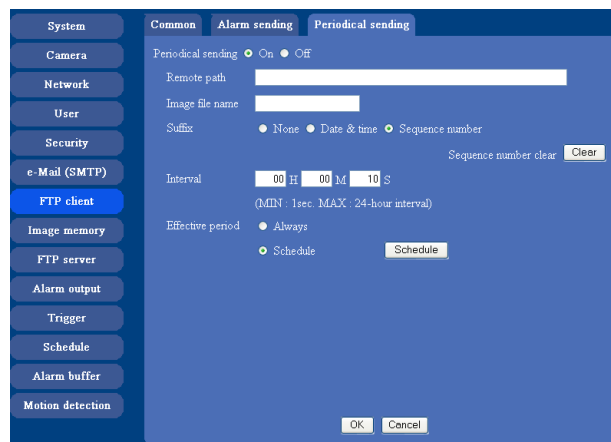 System
Camera
Network
User
Security
e-Mail (SMTP)
FTP client
Image memory
FTP server
Alarm output
Trigger
Schedule
Alarm buffer
Motion detection
Common Alarm sending Periodical sending
Periodical sending On Off
Remote path
Image file name
Suffix None Date & time Sequence number
Sequence number clear Clear
Interval 00 H 00 M 10 S
(MIN : 1sec. MAX : 24-hour interval)
Effective period Always
Schedule Schedule
OK Cancel